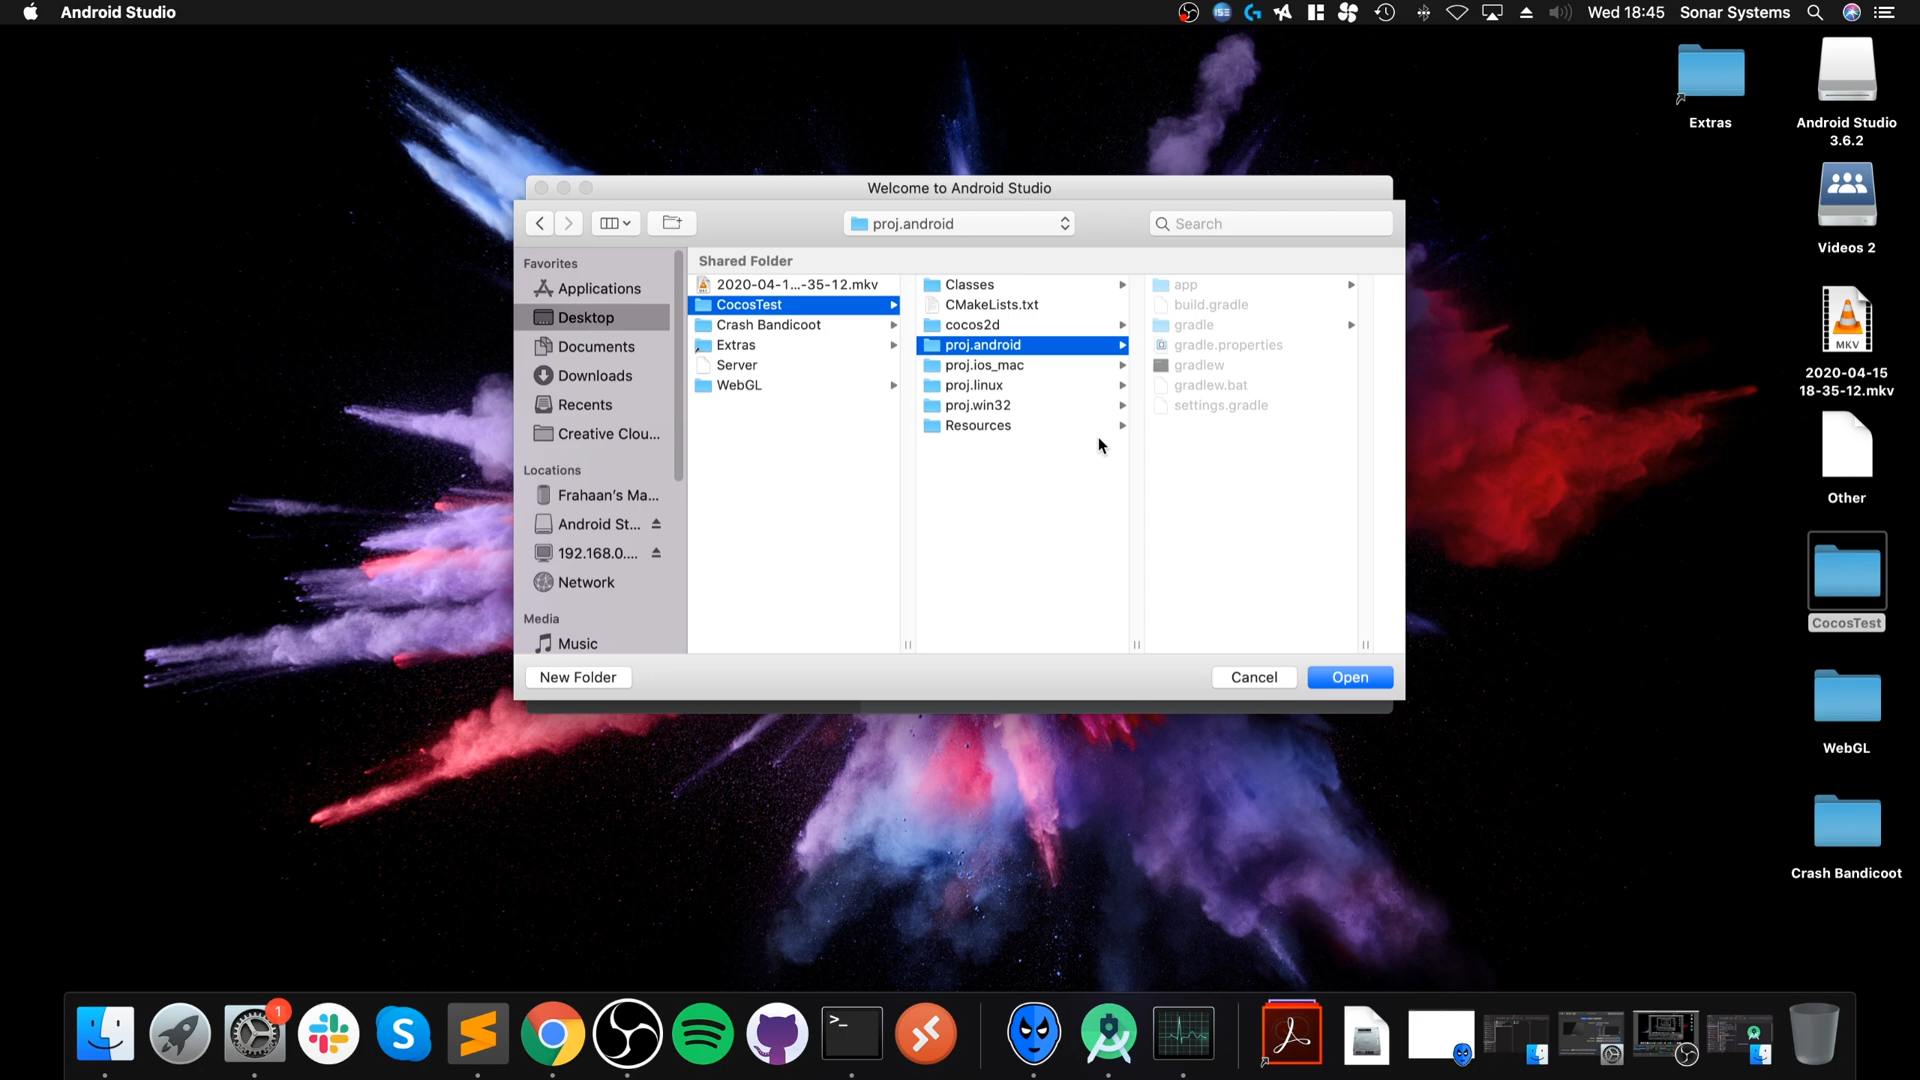 Android Studio
Wed 18:45
Sonar Systems
Welcome to Android Studio
proj.android
Search
Favorites
Applications
Desktop
Documents
Downloads
Recents
Creative Clou...
Locations
Frahaan's Ma...
Android St...
192.168.0....
Network
Media
Music
Shared Folder
2020-04-1...-35-12.mkv
CocosTest
Crash Bandicoot
Extras
Server
WebGL
Classes
CMakeLists.txt
cocos2d
proj.android
proj.ios_mac
proj.linux
proj.win32
Resources
app
build.gradle
gradle
gradle.properties
gradlew
gradlew.bat
settings.gradle
New Folder
Cancel
Open
Extras
Android Studio
3.6.2
Videos 2
MKV
2020-04-15
18-35-12.mkv
Other
CocosTest
WebGL
Crash Bandicoot
1
S
>_